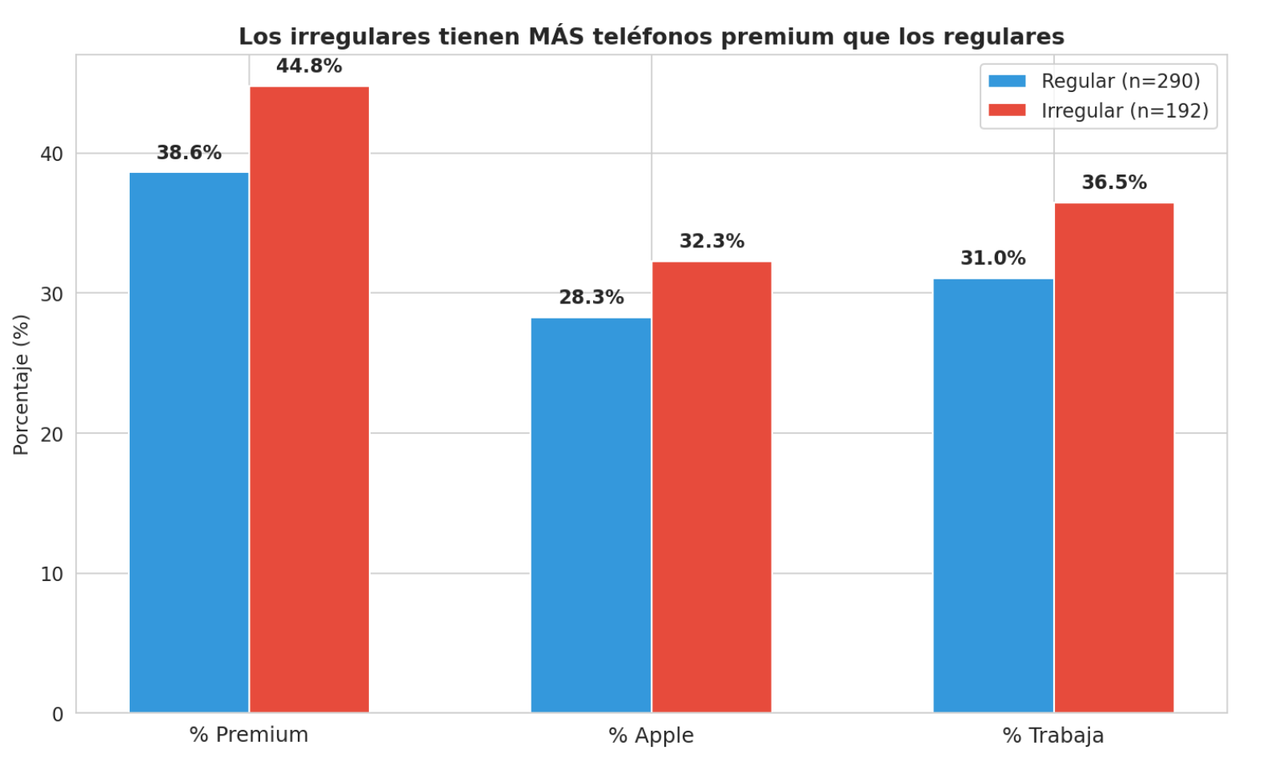 Los irregulares tienen MÁS teléfonos premium que los regulares
44.8%
Regular (n=290)
Irregular (n=192)
38.6%
40
36.5%
32.3%
31.0%
28.3%
30
Porcentaje (%)
20
10
0
% Premium
% Apple
% Trabaja